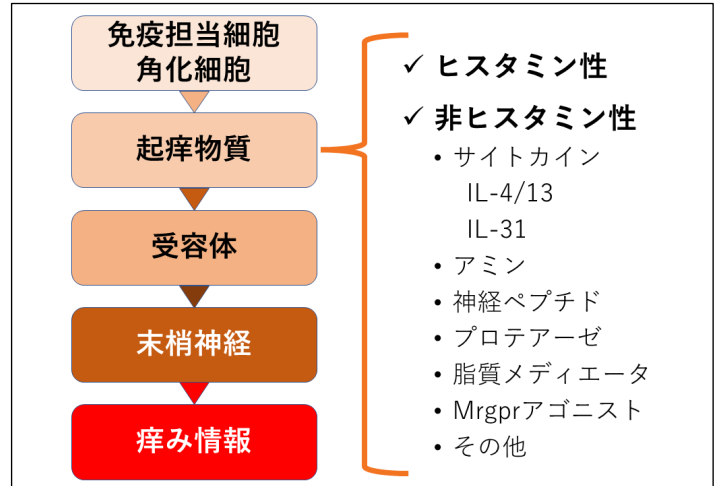 免疫担当細胞
角化細胞
起痒物質
受容体
末梢神経
痒み情報
✓ ヒスタミン性
✓ 非ヒスタミン性
• サイトカイン
IL-4/13
IL-31
• アミン
• 神経ペプチド
• プロテアーゼ
• 脂質メディエータ
• Mrgprアゴニスト
• その他